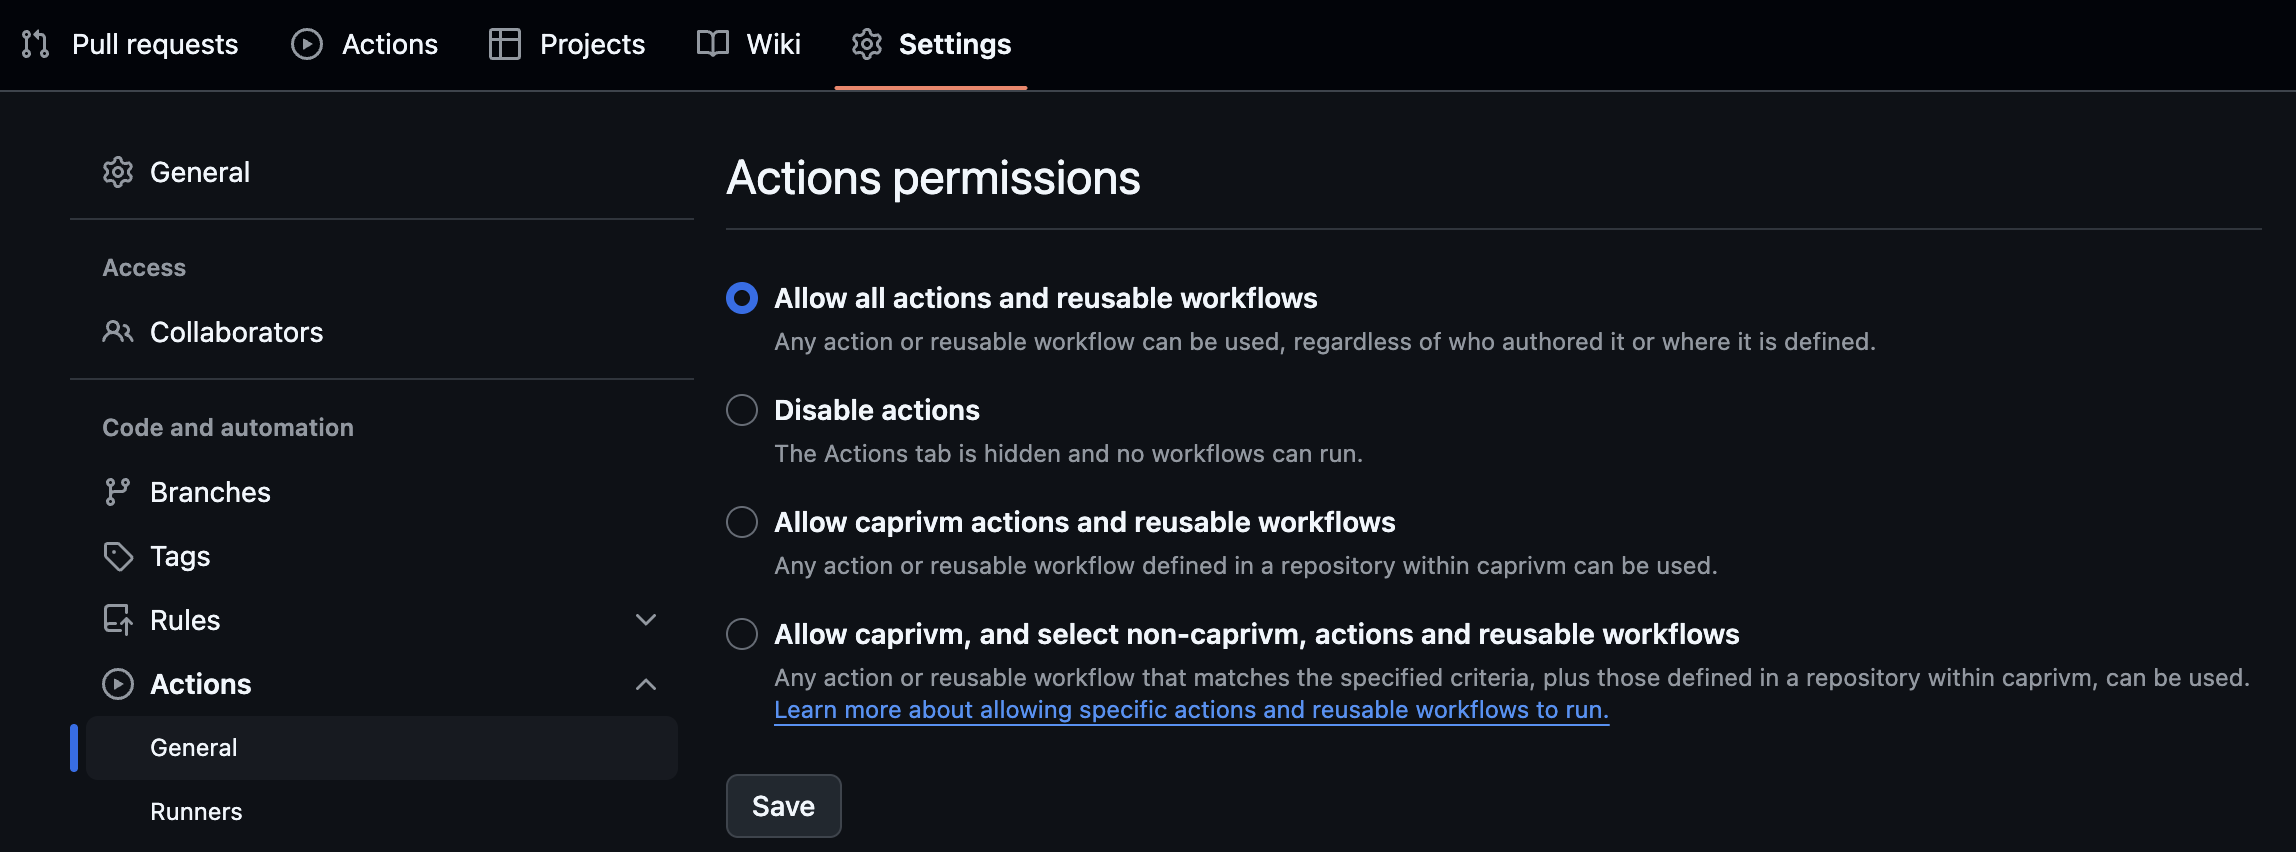 Pull requests
Actions
Projects
Wiki
Settings
General
Access
Collaborators
Code and automation
Branches
Tags
Rules
Actions
General
Runners
Actions permissions
Allow all actions and reusable workflows
Any action or reusable workflow can be used, regardless of who authored it or where it is defined.
Disable actions
The Actions tab is hidden and no workflows can run.
Allow caprivm actions and reusable workflows
Any action or reusable workflow defined in a repository within caprivm can be used.
Allow caprivm, and select non-caprivm, actions and reusable workflows
Any action or reusable workflow that matches the specified criteria, plus those defined in a repository within caprivm, can be used.
Learn more about allowing specific actions and reusable workflows to run.
Save